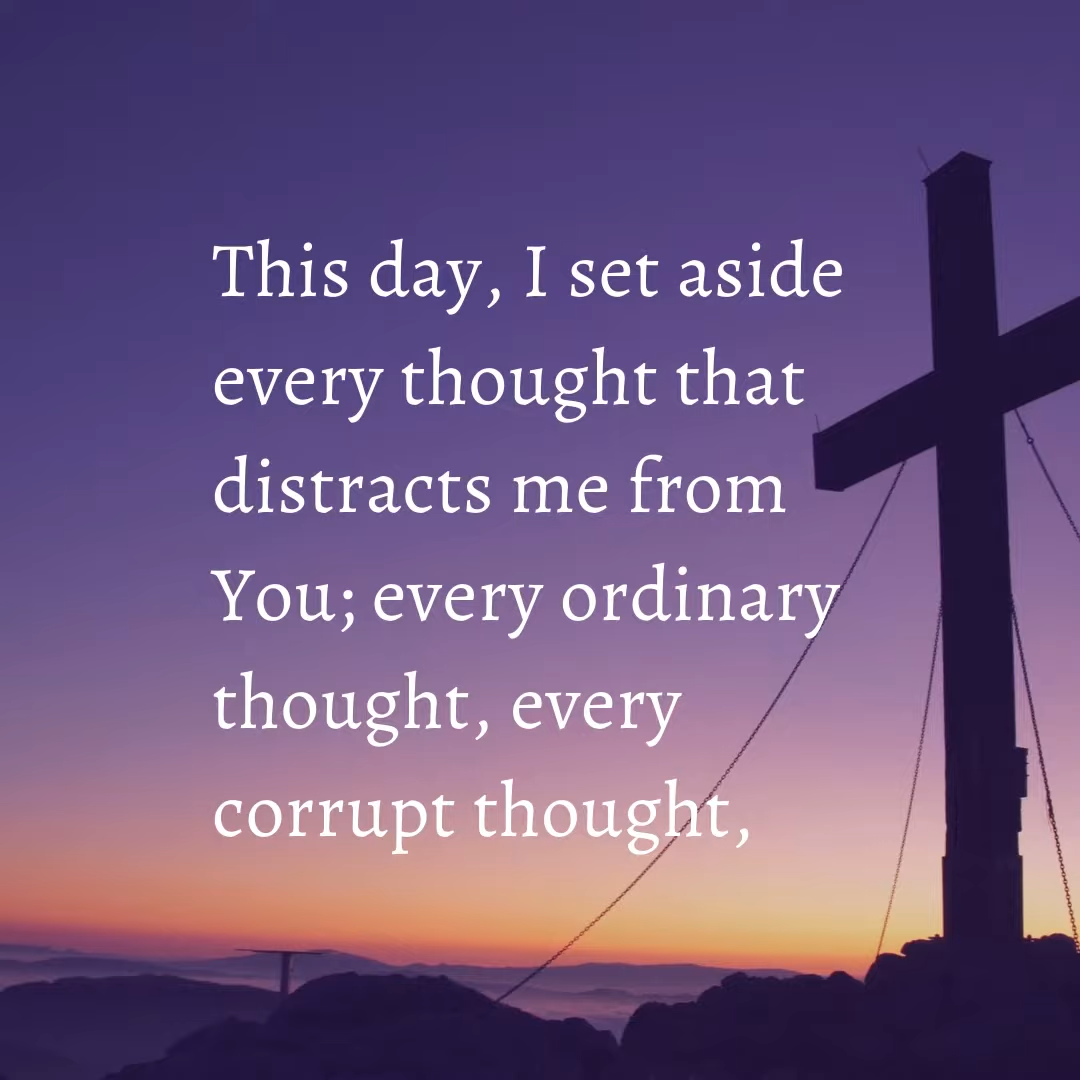 This day, I set aside
every thought that
distracts me from
You; every ordinary
thought, every
corrupt thought,